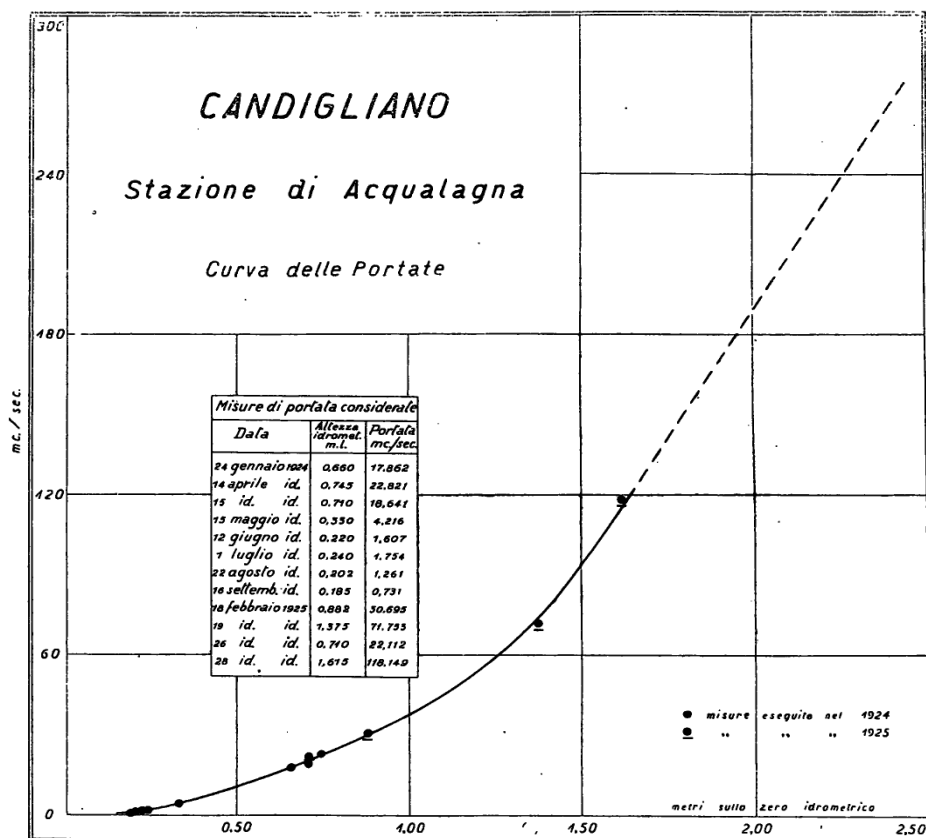 300
CANDIGLIANO
Stazione di Acqualagna
Curva delle Portate
240
180
mc./sec.
120
60
0
Misure di portata considerate
Data Altezza idromet. m.l. Portata mc/sec.
24 gennaio 1924 0,660 17.862
14 aprile id. 0,745 22.821
15 id. id. 0.710 18,641
15 maggio id. 0,330 4,216
12 giugno id. 0.220 1,607
1 luglio id. 0,240 1.754
22 agosto id. 0,202 1,261
16 settemb. id. 0,185 0,731
18 febbraio 1925 0,882 30.695
19 id. id. 1,375 71.733
26 id. id. 0,710 22,112
28 id. id. 1,615 118,149
misure eseguite nel 1924
„ „ „ 1925
metri sullo zero idrometrico
0,50 1,00 1,50 2,00 2,50